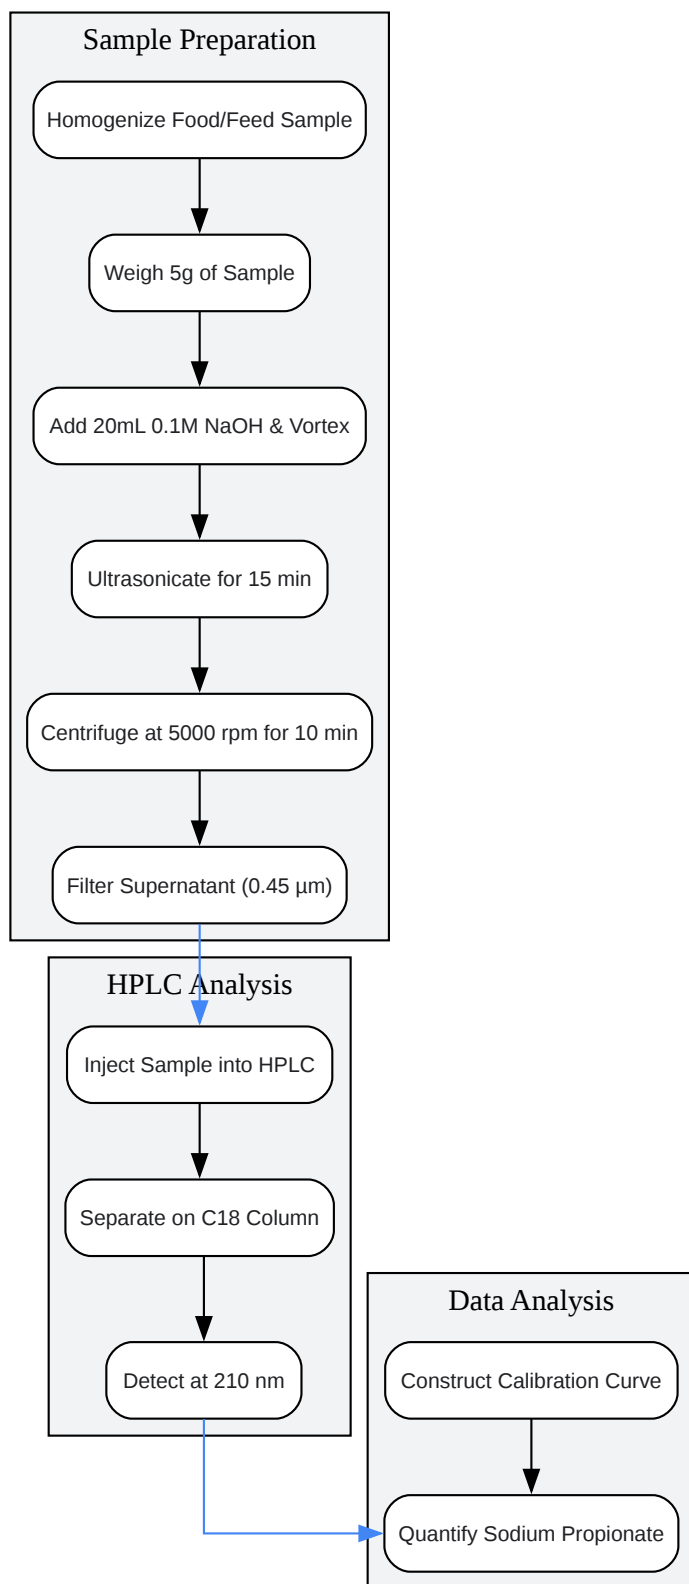 Sample Preparation
Homogenize Food/Feed Sample
Weigh 5g of Sample
Add 20mL 0.1M NaOH & Vortex
Ultrasonicate for 15 min
Centrifuge at 5000 rpm for 10 min
Filter Supernatant (0.45 µm)
HPLC Analysis
Inject Sample into HPLC
Separate on C18 Column
Detect at 210 nm
Data Analysis
Construct Calibration Curve
Quantify Sodium Propionate